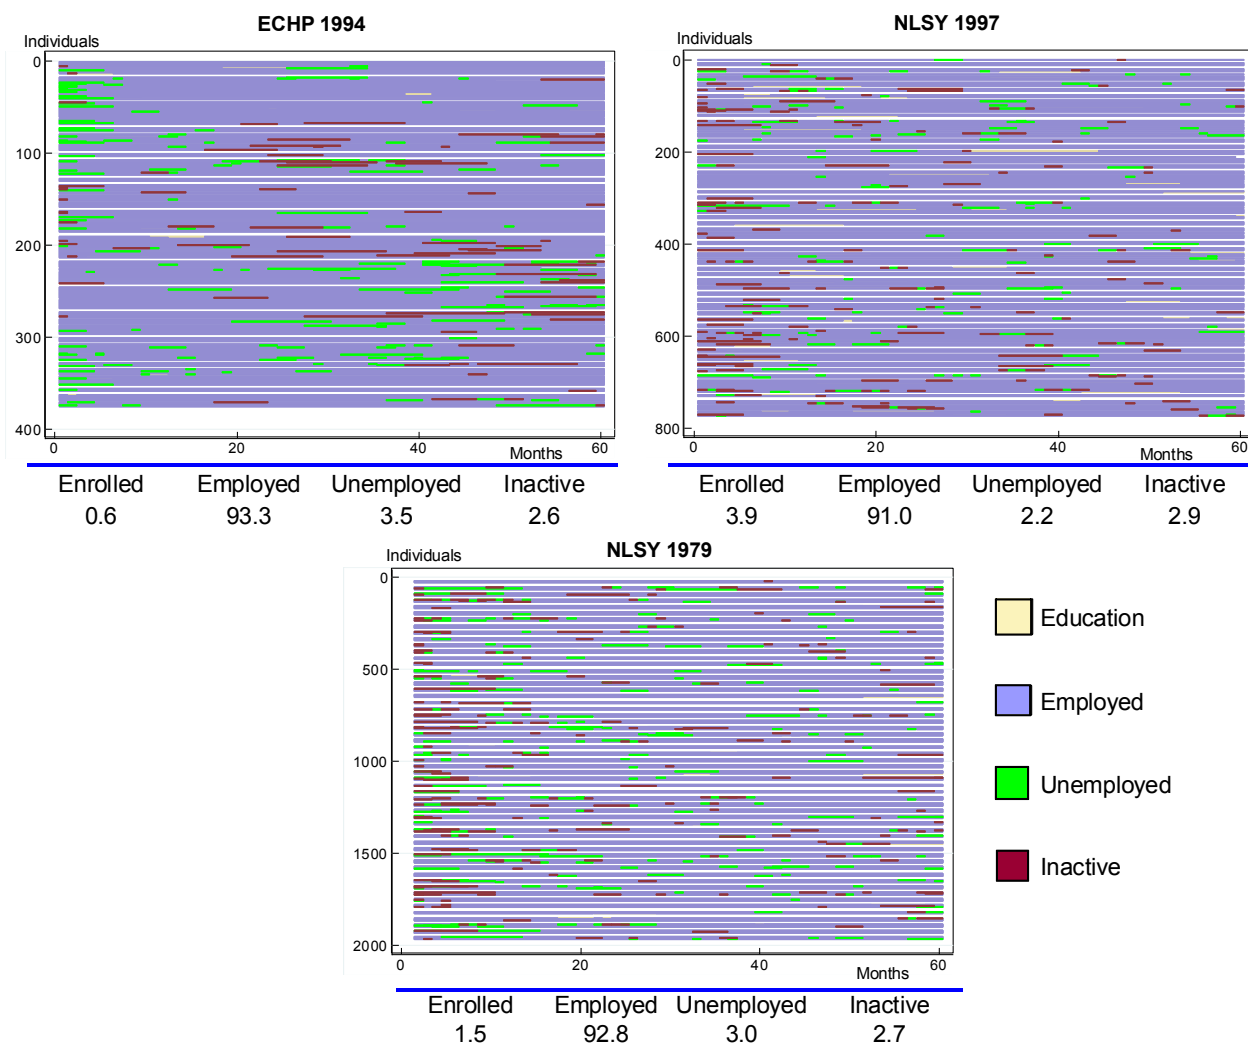 ECHP 1994
Individuals
0
100
200
300
400
0 20 40 60
Months
Enrolled Employed Unemployed Inactive
0.6 93.3 3.5 2.6
NLSY 1997
Individuals
0
200
400
600
800
0 20 40 60
Months
Enrolled Employed Unemployed Inactive
3.9 91.0 2.2 2.9
NLSY 1979
Individuals
0
500
1000
1500
2000
0 20 40 60
Months
Enrolled Employed Unemployed Inactive
1.5 92.8 3.0 2.7
Education
Employed
Unemployed
Inactive